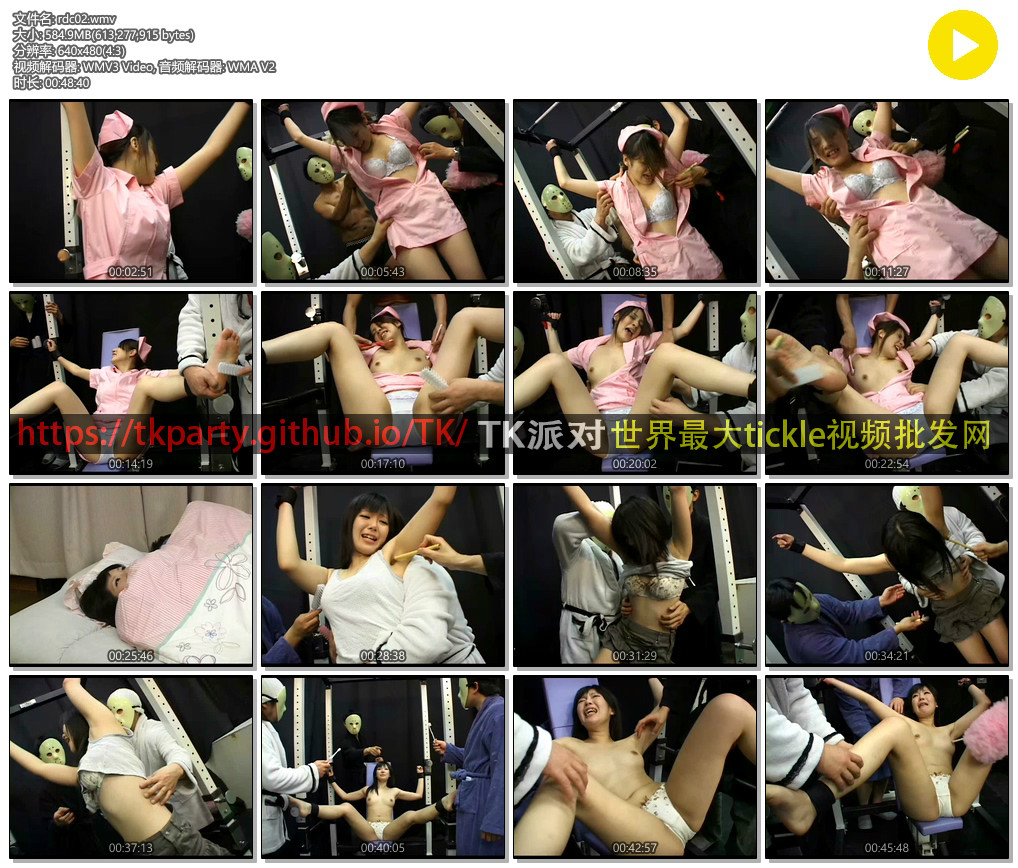 文件名: rdc02.wmv
大小: 584.9MB(613,277,915 bytes)
分辨率: 640x480(4:3)
视频解码器: WMV3 Video, 音频解码器: WMA V2
时长: 00:48:40
00:02:51
00:05:43
00:08:35
00:11:27
00:14:19
00:17:10
00:20:02
00:22:54
https://tkparty.github.io/TK/ TK派对 世界最大tickle视频批发网
00:25:46
00:28:38
00:31:29
00:34:21
00:37:13
00:40:05
00:42:57
00:45:48